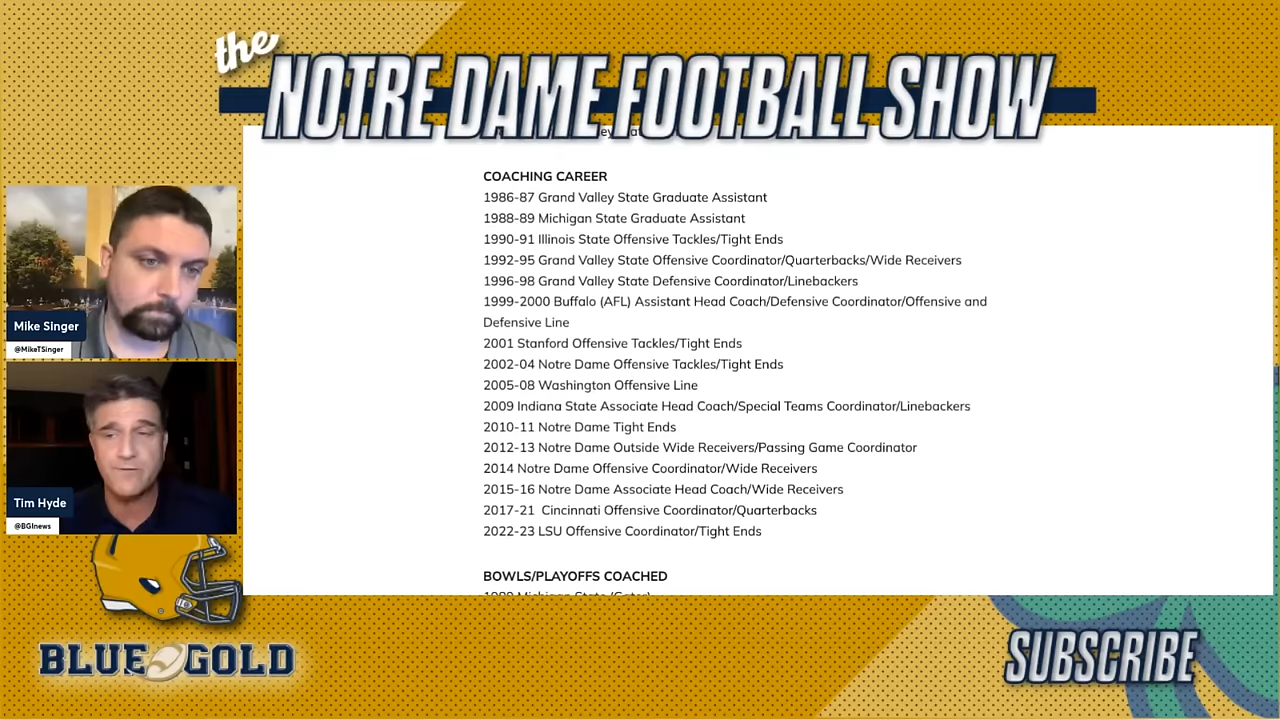 the
NOTRE DAME FOOTBALL SHOW
COACHING CAREER
1986-87 Grand Valley State Graduate Assistant
1988-89 Michigan State Graduate Assistant
1990-91 Illinois State Offensive Tackles/Tight Ends
1992-95 Grand Valley State Offensive Coordinator/Quarterbacks/Wide Receivers
1996-98 Grand Valley State Defensive Coordinator/Linebackers
1999-2000 Buffalo (AFL) Assistant Head Coach/Defensive Coordinator/Offensive and
Defensive Line
2001 Stanford Offensive Tackles/Tight Ends
2002-04 Notre Dame Offensive Tackles/Tight Ends
2005-08 Washington Offensive Line
2009 Indiana State Associate Head Coach/Special Teams Coordinator/Linebackers
2010-11 Notre Dame Tight Ends
2012-13 Notre Dame Outside Wide Receivers/Passing Game Coordinator
2014 Notre Dame Offensive Coordinator/Wide Receivers
2015-16 Notre Dame Associate Head Coach/Wide Receivers
2017-21 Cincinnati Offensive Coordinator/Quarterbacks
2022-23 LSU Offensive Coordinator/Tight Ends
BOWLS/PLAYOFFS COACHED
Mike Singer
@MikeTSinger
Tim Hyde
@BGInews
BLUE GOLD
SUBSCRIBE